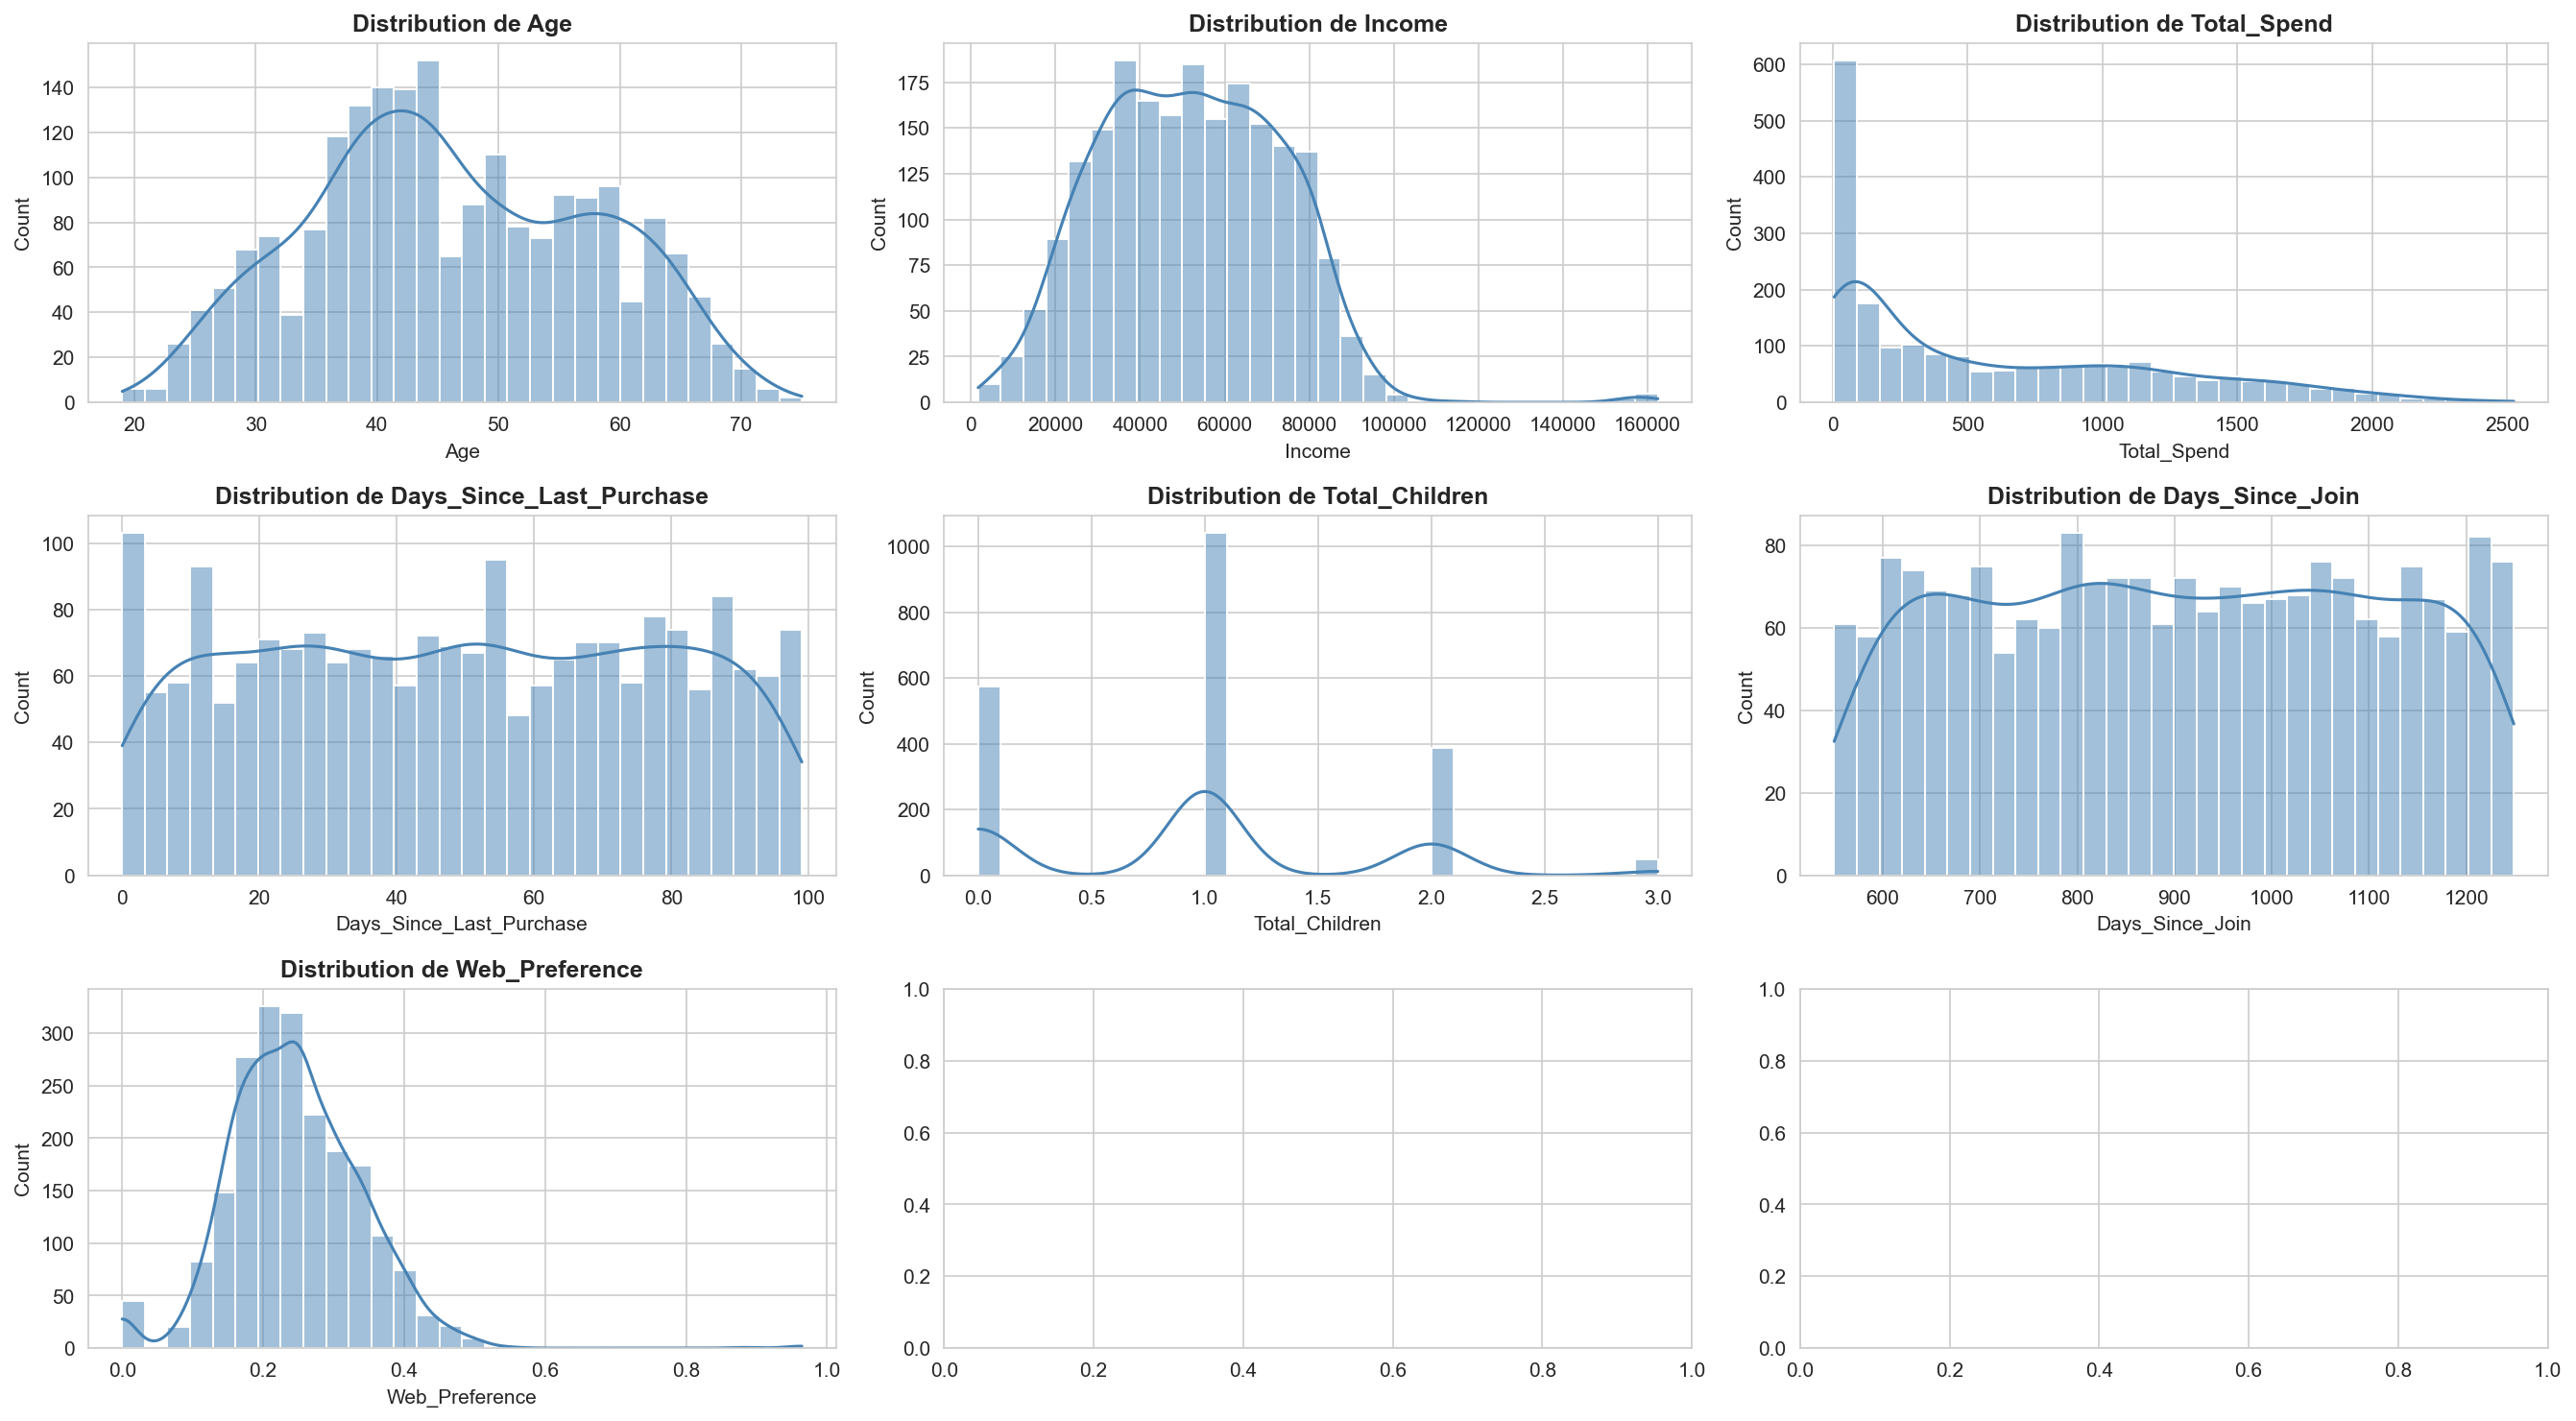 Distribution de Age
Count
0 20 40 60 80 100 120 140
20 30 40 50 60 70
Age
Distribution de Income
Count
0 25 50 75 100 125 150 175
0 20000 40000 60000 80000 100000 120000 140000 160000
Income
Distribution de Total_Spend
Count
0 100 200 300 400 500 600
0 500 1000 1500 2000 2500
Total_Spend
Distribution de Days_Since_Last_Purchase
Count
0 20 40 60 80 100
0 20 40 60 80 100
Days_Since_Last_Purchase
Distribution de Total_Children
Count
0 200 400 600 800 1000
0.0 0.5 1.0 1.5 2.0 2.5 3.0
Total_Children
Distribution de Days_Since_Join
Count
0 20 40 60 80
600 700 800 900 1000 1100 1200
Days_Since_Join
Distribution de Web_Preference
Count
0 50 100 150 200 250 300
0.0 0.2 0.4 0.6 0.8 1.0
Web_Preference
0.0 0.2 0.4 0.6 0.8 1.0
0.0 0.2 0.4 0.6 0.8 1.0
0.0 0.2 0.4 0.6 0.8 1.0
0.0 0.2 0.4 0.6 0.8 1.0